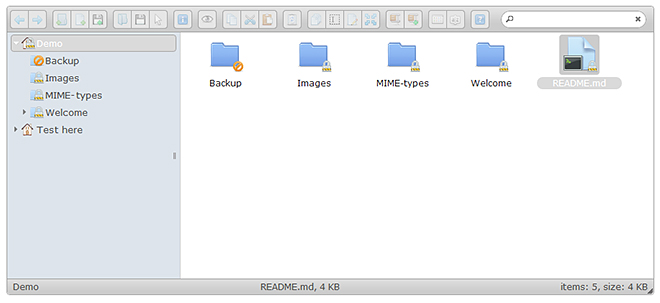 Demo
Backup
Images
MIME-types
Welcome
Test here
Backup
Images
MIME-types
Welcome
README.md
Demo
README.md, 4 KB
items: 5, size: 4 KB